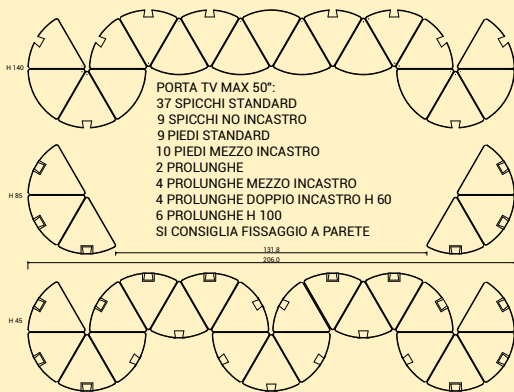 H 140
PORTA TV MAX 50":
37 SPICCHI STANDARD
9 SPICCHI NO INCASTRO
9 PIEDI STANDARD
10 PIEDI MEZZO INCASTRO
2 PROLUNGHE
4 PROLUNGHE MEZZO INCASTRO
4 PROLUNGHE DOPPIO INCASTRO H 60
6 PROLUNGHE H 100
SI CONSIGLIA FISSAGGIO A PARETE
H 85
131.8
206.0
H 45